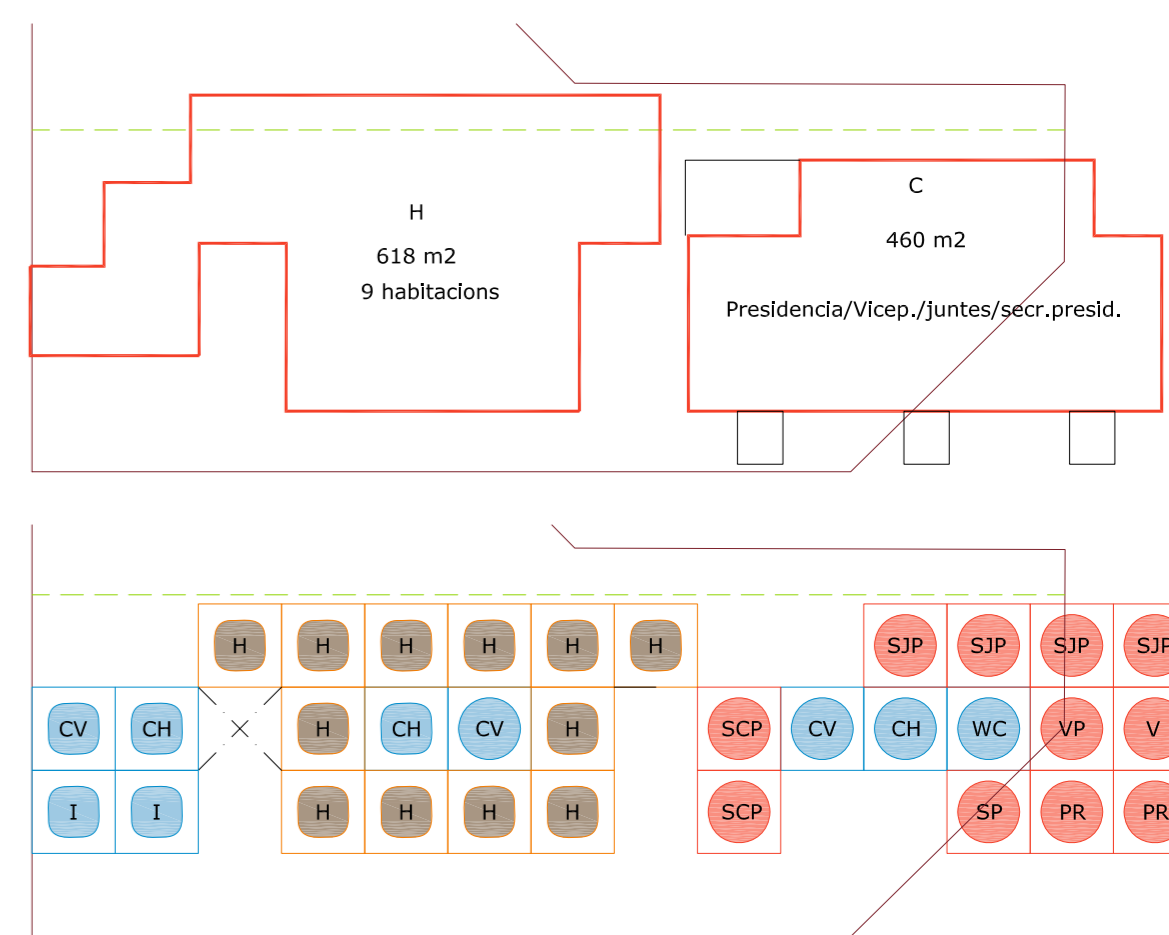 H
618 m2
9 habitacions
C
460 m2
Presidencia/Vicep./juntes/secr.presid.
H H H H H H SJP SJP SJP SJP
CV CH H CH CV H SCP CV CH WC VP V
I I H H H H SCP SP PR PR